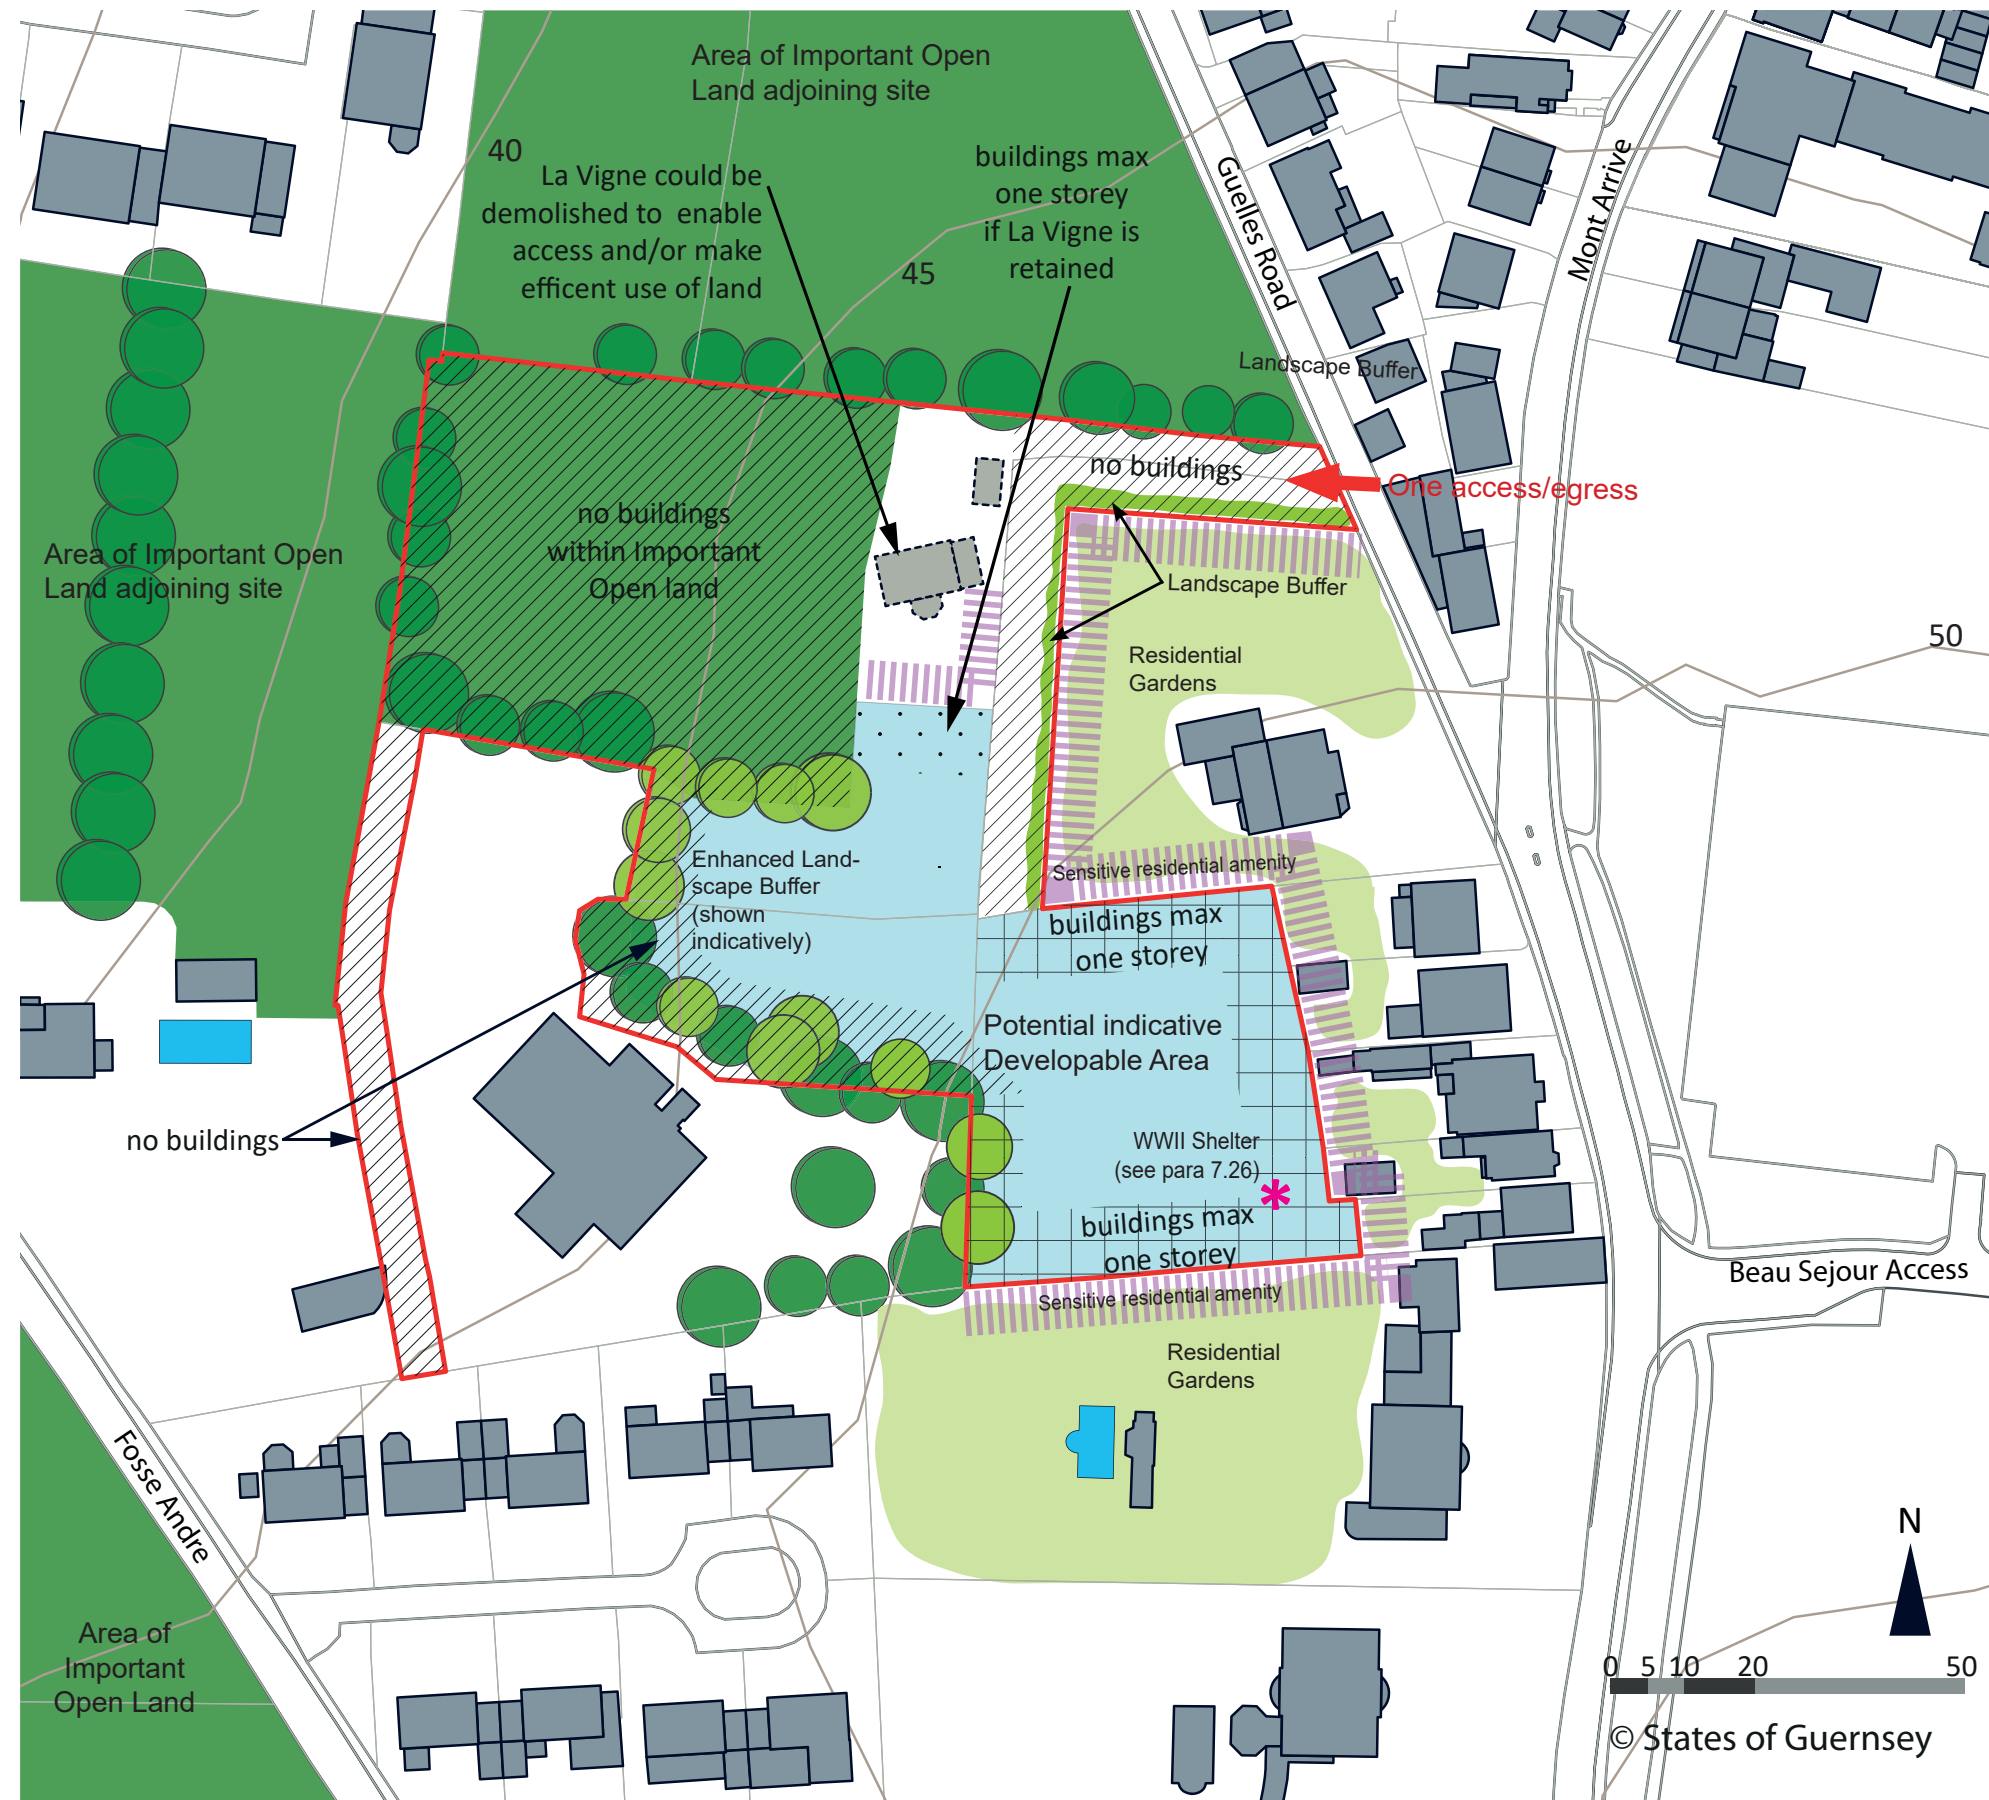 Area of Important Open
Land adjoining site
40
La Vigne could be
demolished to enable
access and/or make
efficent use of land
buildings max
one storey
if La Vigne is
retained
45
Guelles Road
Mont Arrive
Landscape Buffer
no buildings
One access/egress
no buildings
within Important
Open land
Area of Important Open
Land adjoining site
Landscape Buffer
Residential
Gardens
50
Enhanced Land-
scape Buffer
(shown
indicatively)
Sensitive residential amenity
buildings max
one storey
Potential indicative
Developable Area
no buildings
WWII Shelter
(see para 7.26)
*
buildings max
one storey
Sensitive residential amenity
Beau Sejour Access
Residential
Gardens
Fosse Andre
N
Area of
Important
Open Land
0 5 10 20 50
© States of Guernsey